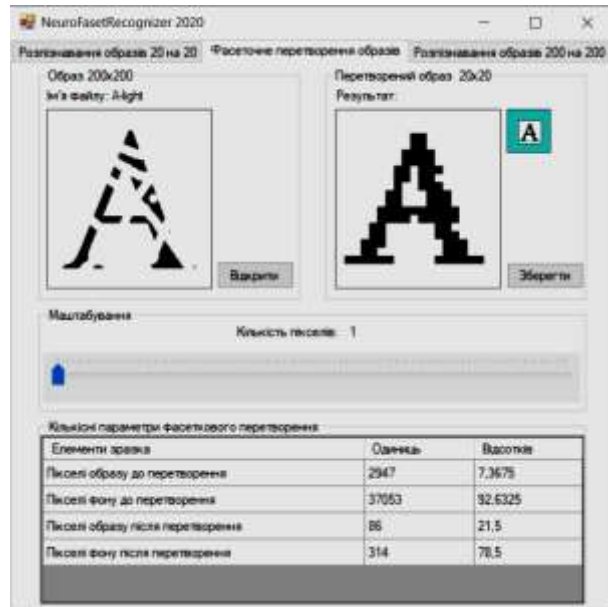 NeuroFasetRecognizer 2020
Розпізнавання образів 20 на 20 Фасеточне перетворення образів Розпізнавання образів 200 на 200
Образ 200x200
Ім'я файлу: A-light
Відкрити
Перетворений образ 20x20
Результат:
A
Зберегти
Маштабування
Кількість пікселів: 1
Кількісні параметри фасеткового перетворення
Елементи зразка Одиниць Відсотків
Пікселі образу до перетворення 2947 7,3675
Пікселі фону до перетворення 37053 92,6325
Пікселі образу після перетворення 86 21,5
Пікселі фону після перетворення 314 78,5